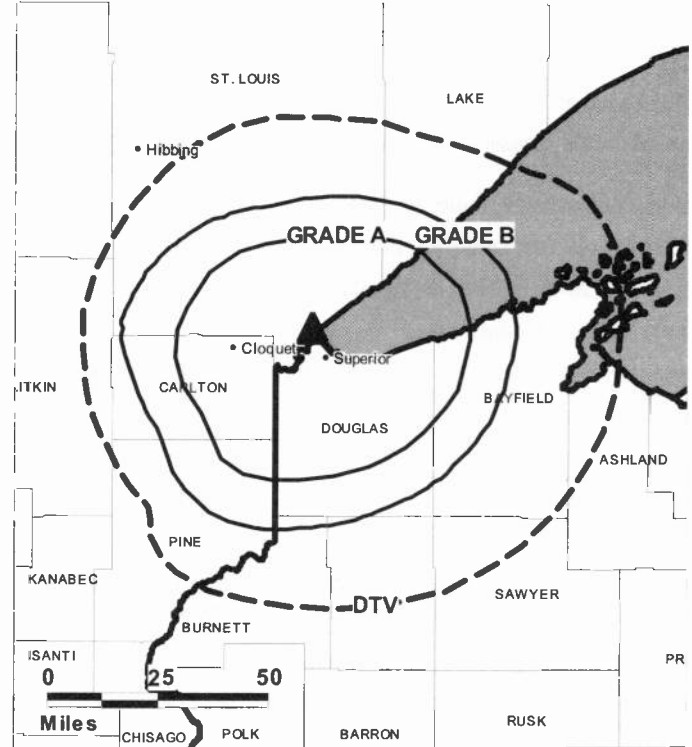 ST. LOUIS
LAKE
Hibbing
GRADE A
GRADE B
Cloquet
Superior
ITKIN
CARLTON
BAYFIELD
DOUGLAS
ASHLAND
PINE
KANABEC
SAWYER
DTV
BURNETT
ISANTI
PR
0 25 50
Miles
RUSK
CHISAGO
POLK
BARRON